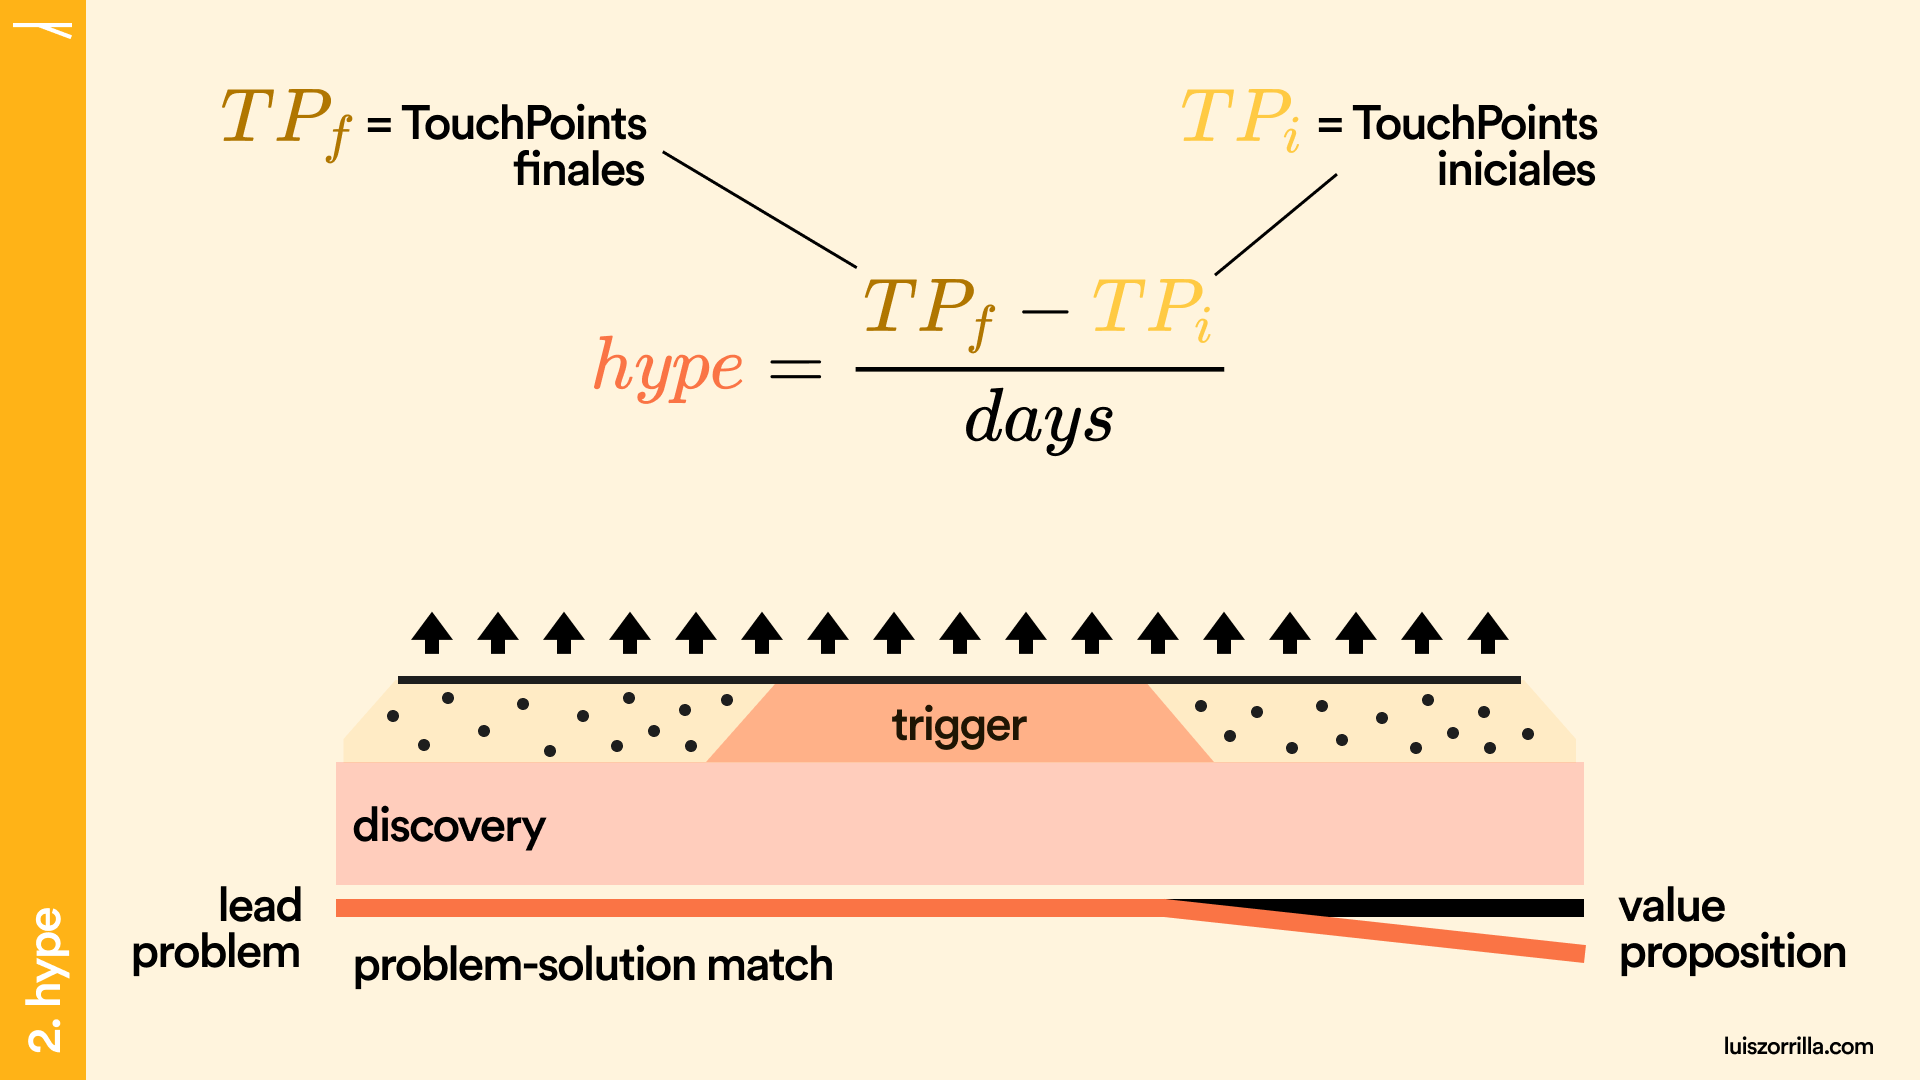 TP_f = TouchPoints
finales
TP_i = TouchPoints
iniciales
hype = \frac{TP_f - TP_i}{days}
trigger
discovery
lead
problem
problem-solution match
value
proposition
2. hype
luiszorrilla.com